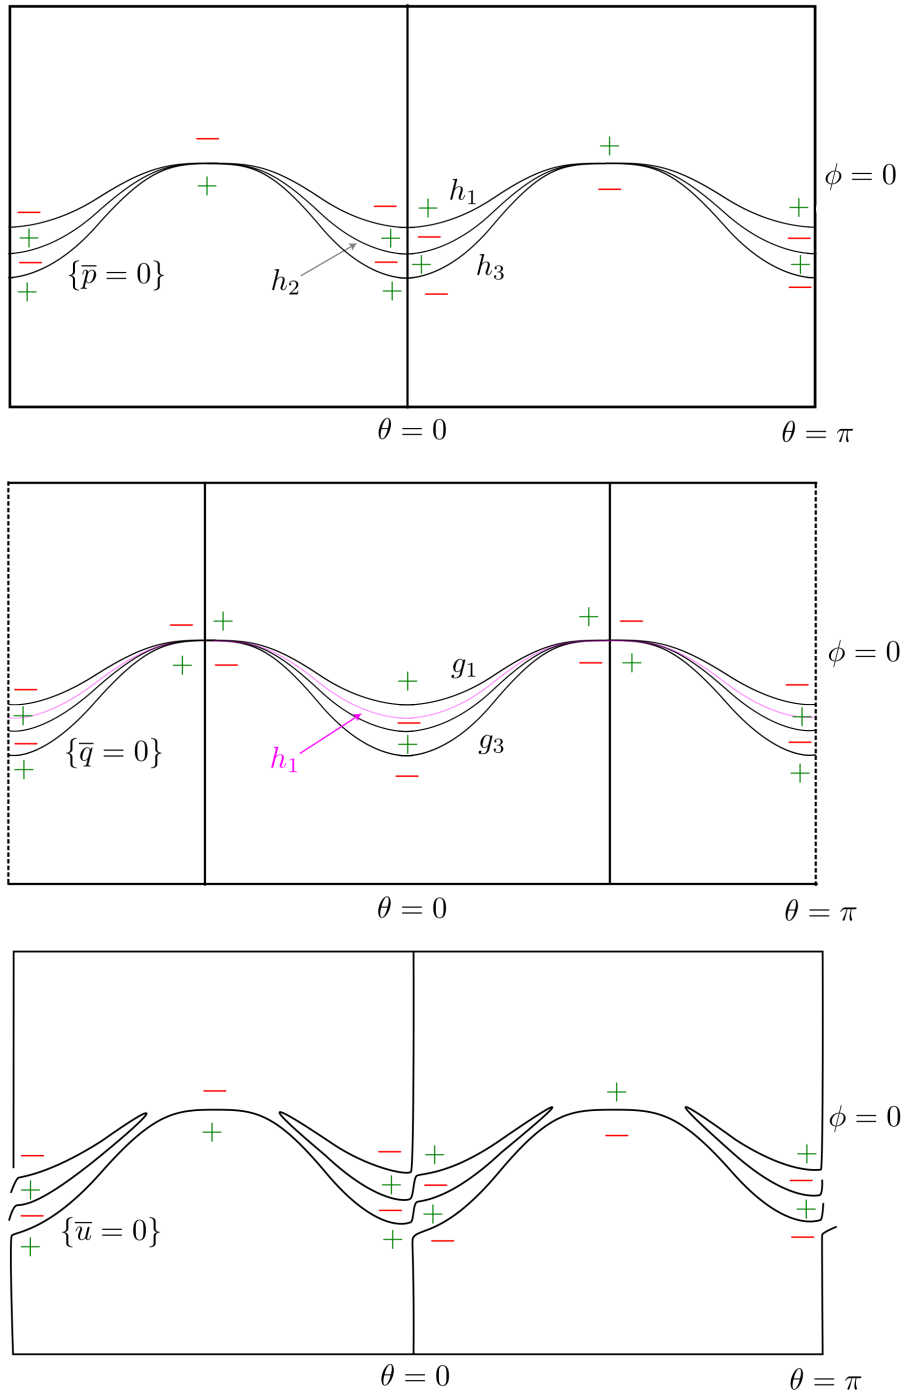 − +
+ −
ϕ = 0
− − + h₁ +
+ + − −
− {p̄ = 0} − + h₃ +
+ h₂ + − −
θ = 0
θ = π
− + + −
+ − − +
ϕ = 0
− + g₁ −
+ − +
− {q̄ = 0} h₁ + g₃ −
+ − +
θ = 0
θ = π
− +
+ −
ϕ = 0
− − + +
+ + − −
− {ū = 0} − + +
+ + − −
θ = 0
θ = π